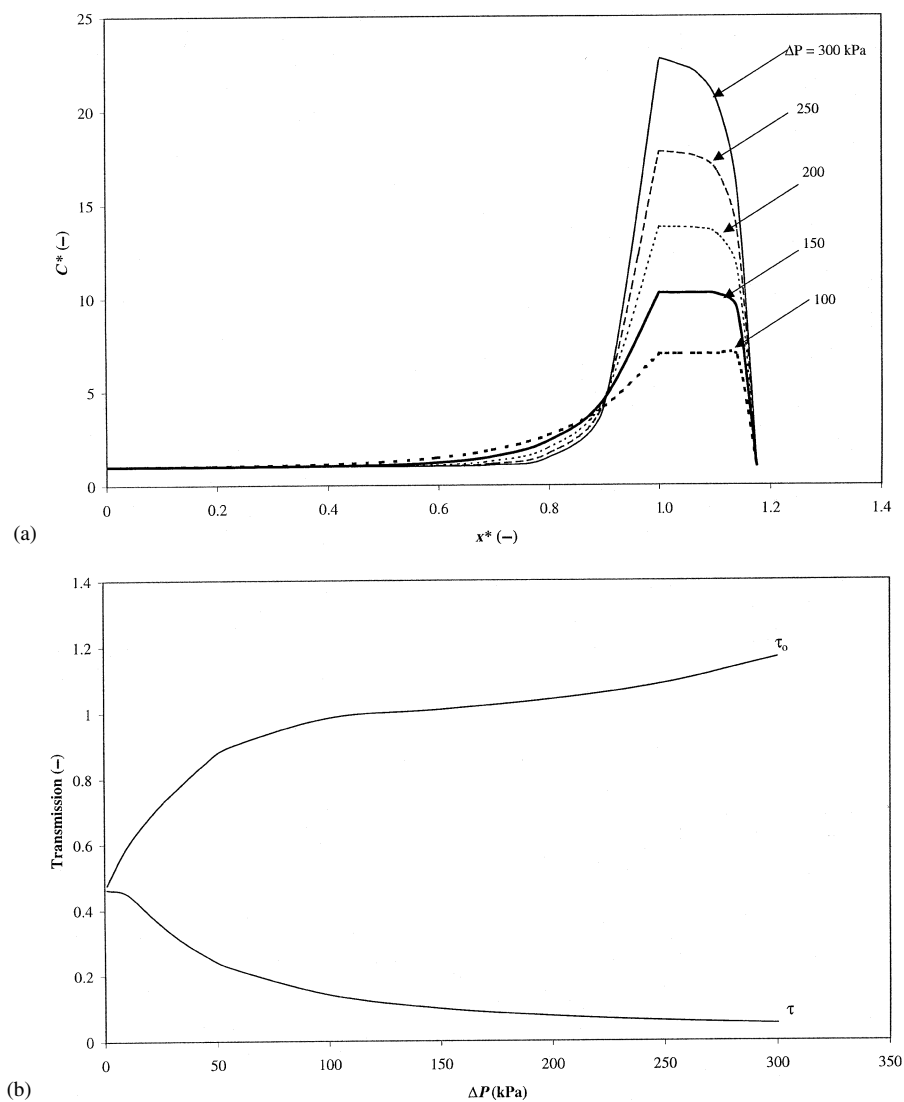 25
20
15
10
5
0
C* (–)
ΔP = 300 kPa
250
200
150
100
0 0.2 0.4 0.6 0.8 1.0 1.2 1.4
x* (–)
(a)
1.4
1.2
1
0.8
0.6
0.4
0.2
0
Transmission (–)
τo
τ
0 50 100 150 200 250 300 350
ΔP (kPa)
(b)